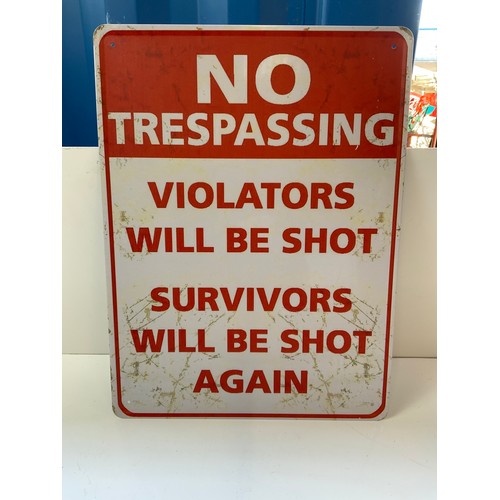 NO
TRESPASSING
VIOLATORS
WILL BE SHOT
SURVIVORS
WILL BE SHOT
AGAIN